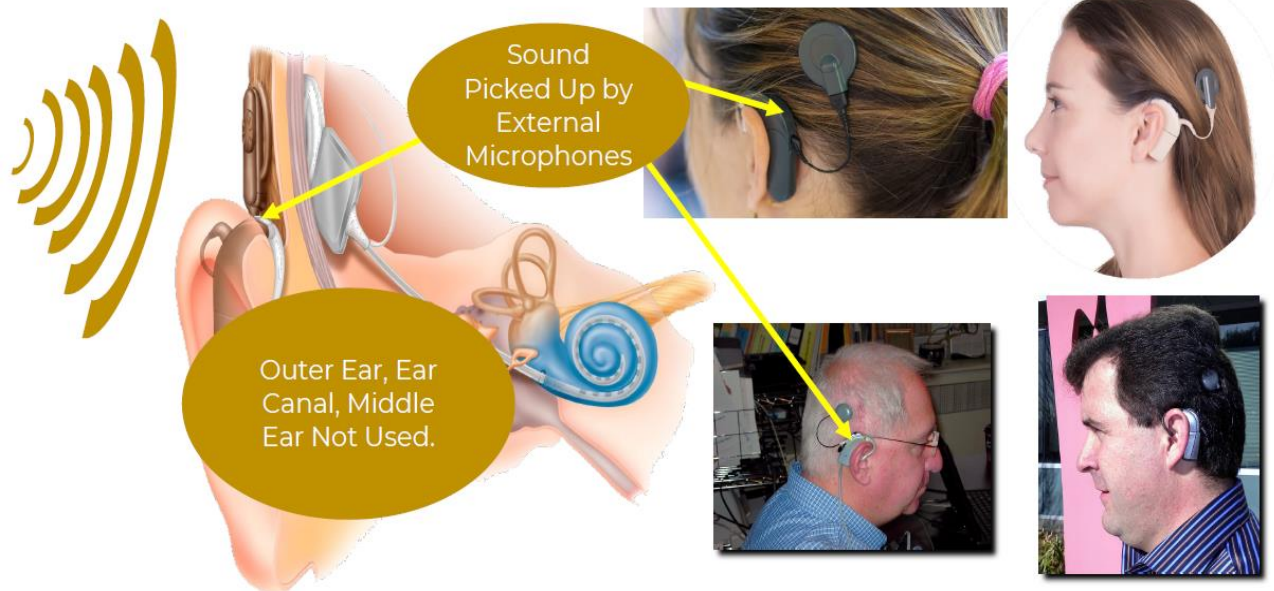 Sound
Picked Up by
External
Microphones
Outer Ear, Ear
Canal, Middle
Ear Not Used.